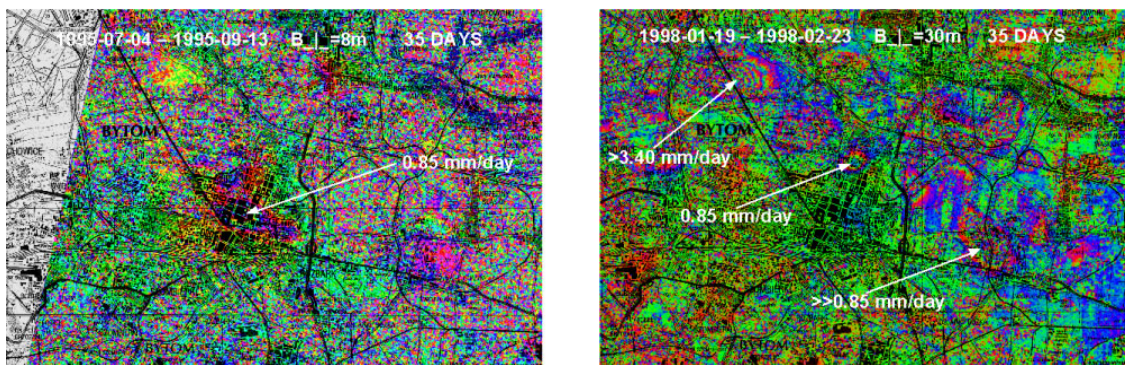 1995-07-04 – 1995-09-13 B_|_=8m 35 DAYS
BYTOM
0.85 mm/day
BYTOM
1998-01-19 – 1998-02-23 B_|_=30m 35 DAYS
BYTOM
>3.40 mm/day
0.85 mm/day
>>0.85 mm/day
BYTOM